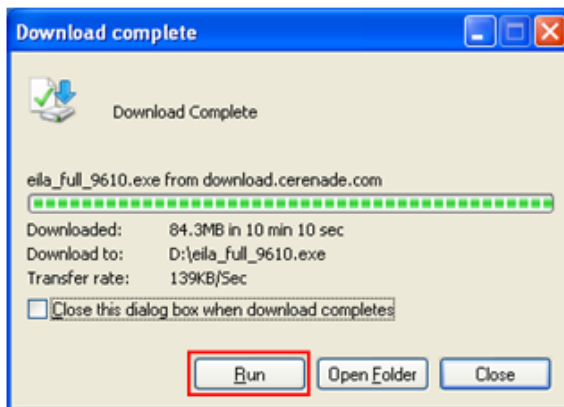 Download complete
Download Complete
eila_full_9610.exe from download.cerenade.com
Downloaded: 84.3MB in 10 min 10 sec
Download to: D:\eila_full_9610.exe
Transfer rate: 139KB/Sec
Close this dialog box when download completes
Run Open Folder Close